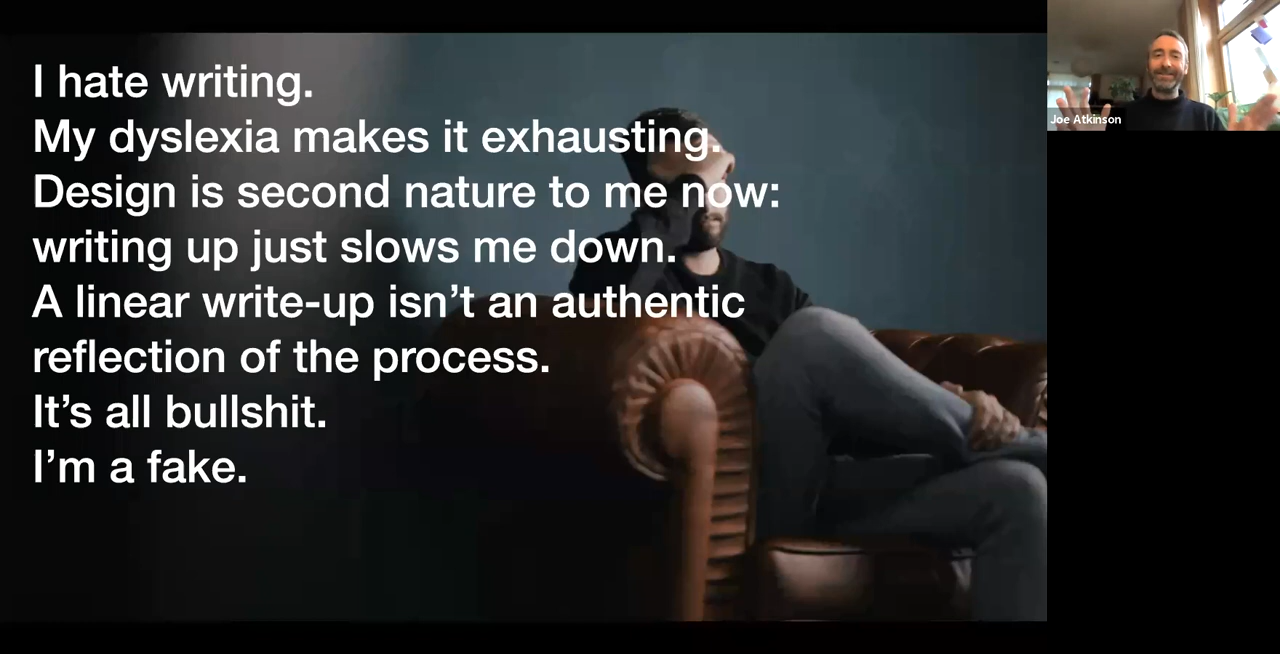 I hate writing.
My dyslexia makes it exhausting.
Design is second nature to me now:
writing up just slows me down.
A linear write-up isn’t an authentic
reflection of the process.
It’s all bullshit.
I’m a fake.
Joe Atkinson